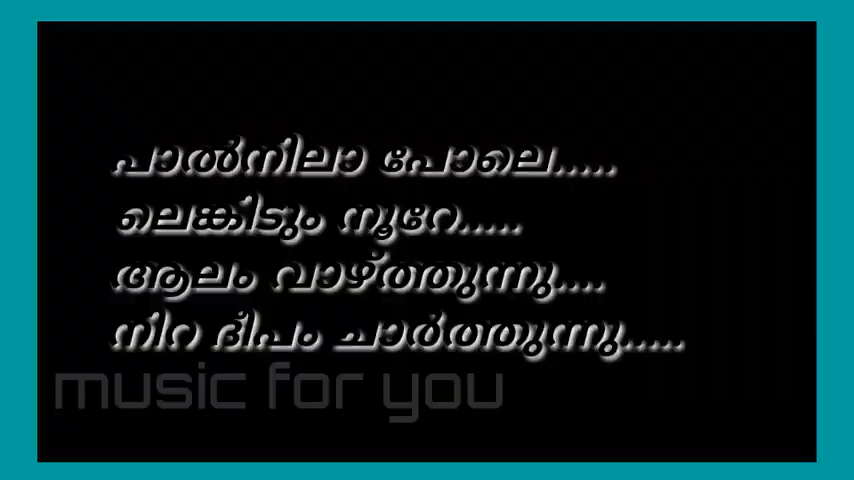 പാൽനിലാ പോലെ.....
ലെങ്കിടും നൂറേ.....
ആലം വാഴ്ത്തുന്നു....
നിറ ദീപം ചാർത്തുന്നു.....
music for you